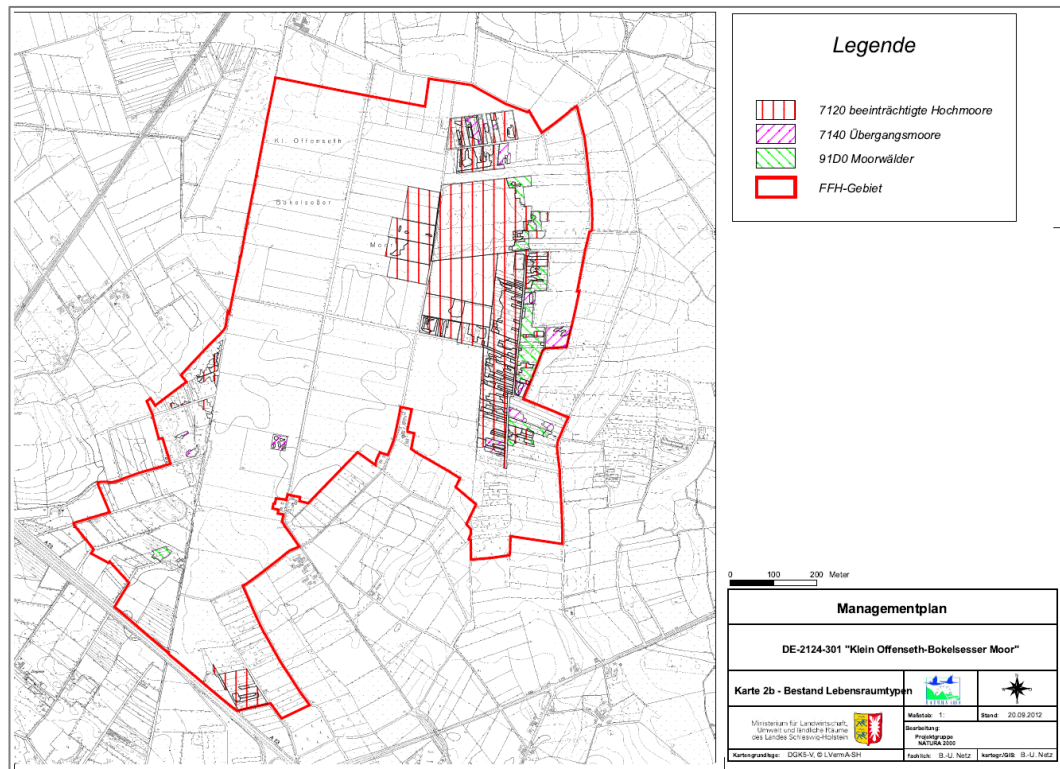 Kl. Offenseth
Bokelseßer
Moor
A 23
A 23
Legende
7120 beeinträchtigte Hochmoore
7140 Übergangsmoore
91D0 Moorwälder
FFH-Gebiet
0 100 200 Meter
Managementplan
DE-2124-301 "Klein Offenseth-Bokelsesser Moor"
Karte 2b - Bestand Lebensraumtypen
NATURA 2000
Ministerium für Landwirtschaft,
Umwelt und ländliche Räume
des Landes Schleswig-Holstein
Maßstab: 1:
Stand: 20.09.2012
Bearbeitung:
Projektgruppe
NATURA 2000
Kartengrundlage: DGK5-V, © LVermA-SH
fachlich: B.-U. Netz
kartogr/GIS: B.-U. Netz